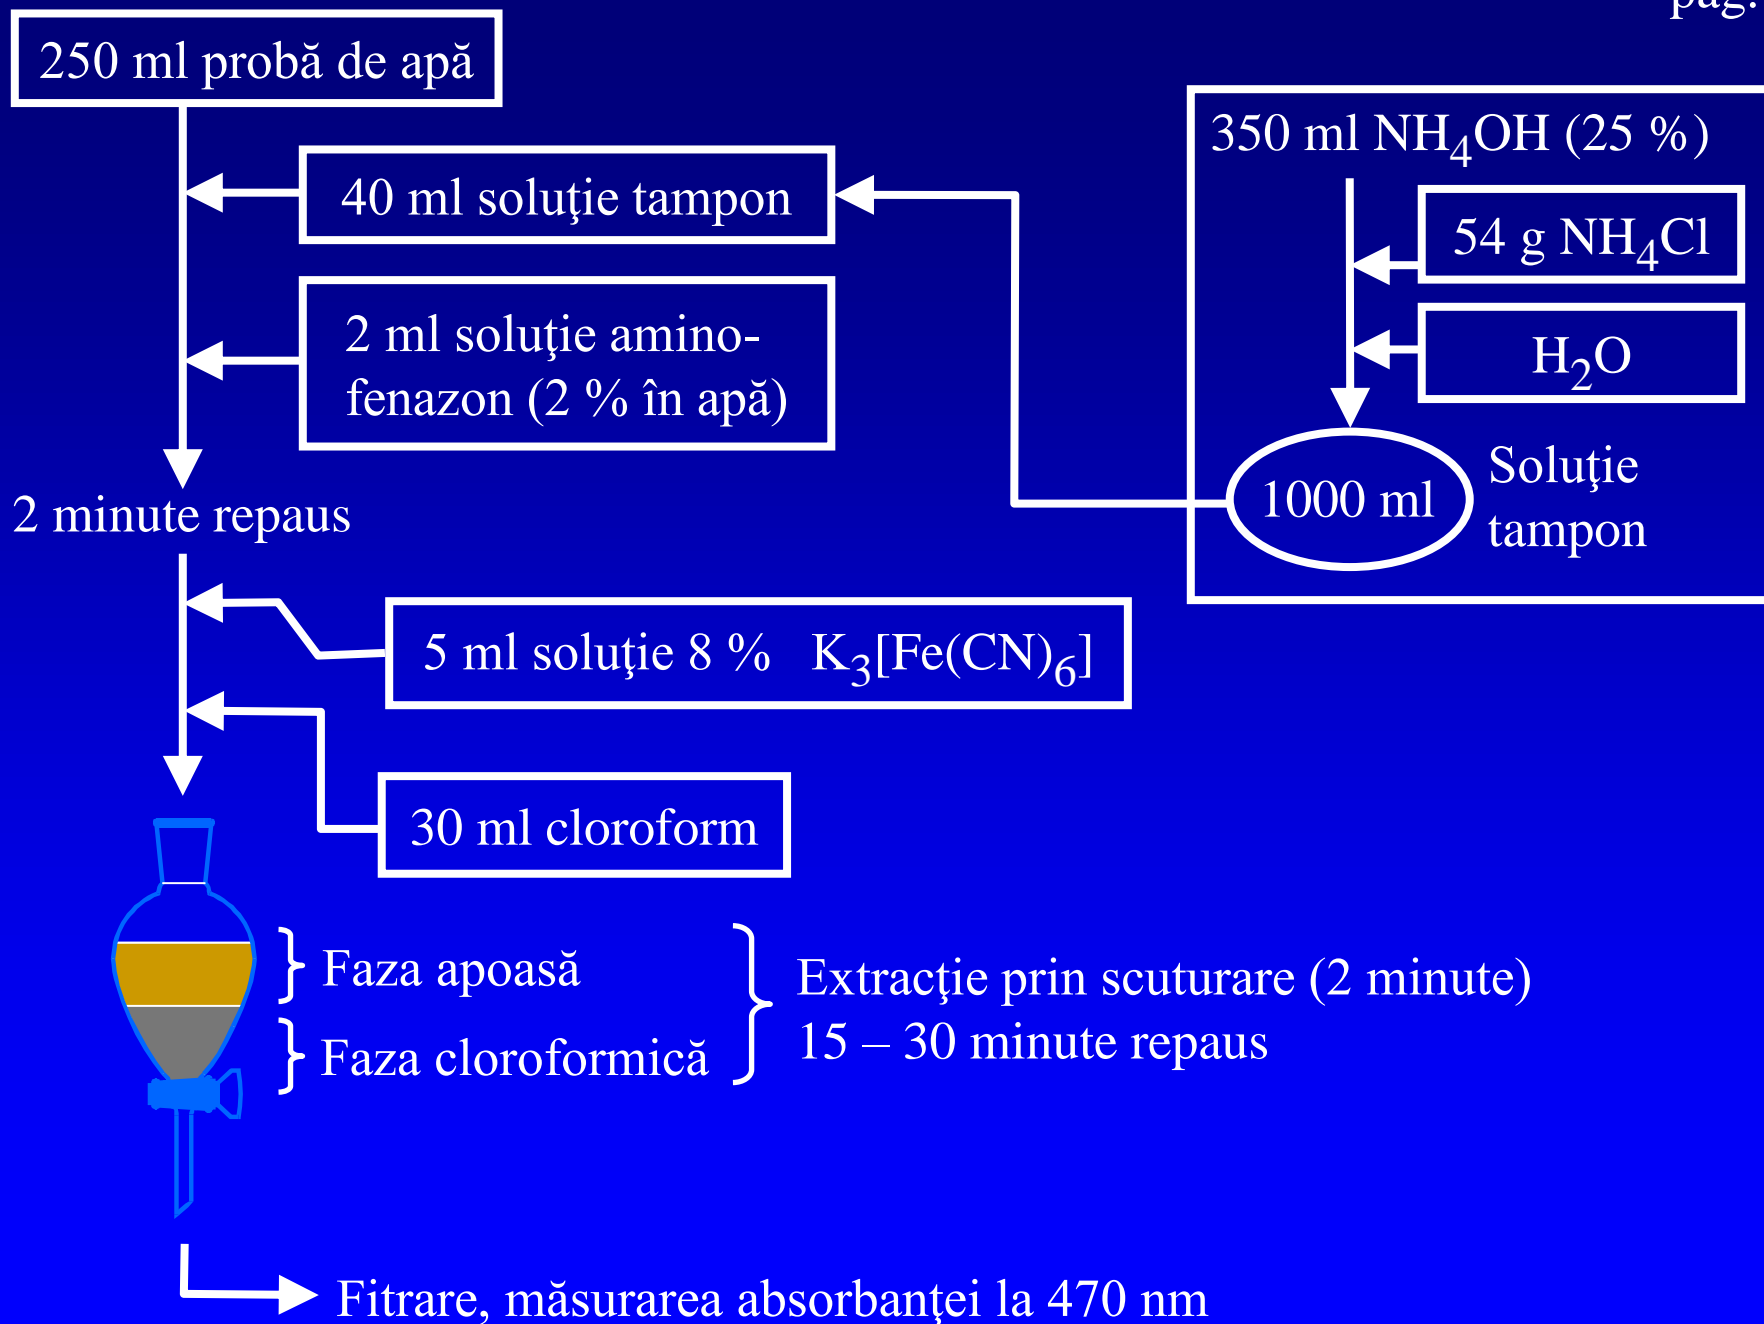 pag.
250 ml probă de apă
40 ml soluţie tampon
2 ml soluţie amino-
fenazon (2 % în apă)
2 minute repaus
350 ml NH4OH (25 %)
54 g NH4Cl
H2O
1000 ml
Soluţie
tampon
5 ml soluţie 8 % K3[Fe(CN)6]
30 ml cloroform
Faza apoasă
Faza cloroformică
Extracţie prin scuturare (2 minute)
15 – 30 minute repaus
Fitrare, măsurarea absorbanţei la 470 nm